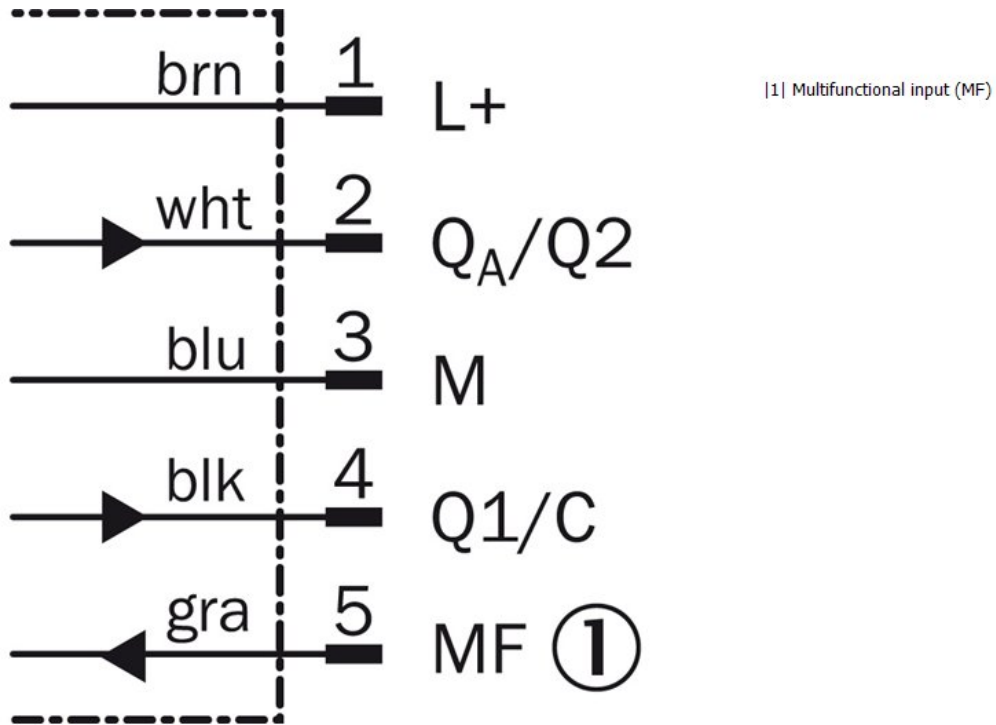 brn 1 L+
|1| Multifunctional input (MF)
wht 2 QA/Q2
blu 3 M
blk 4 Q1/C
gra 5 MF ①